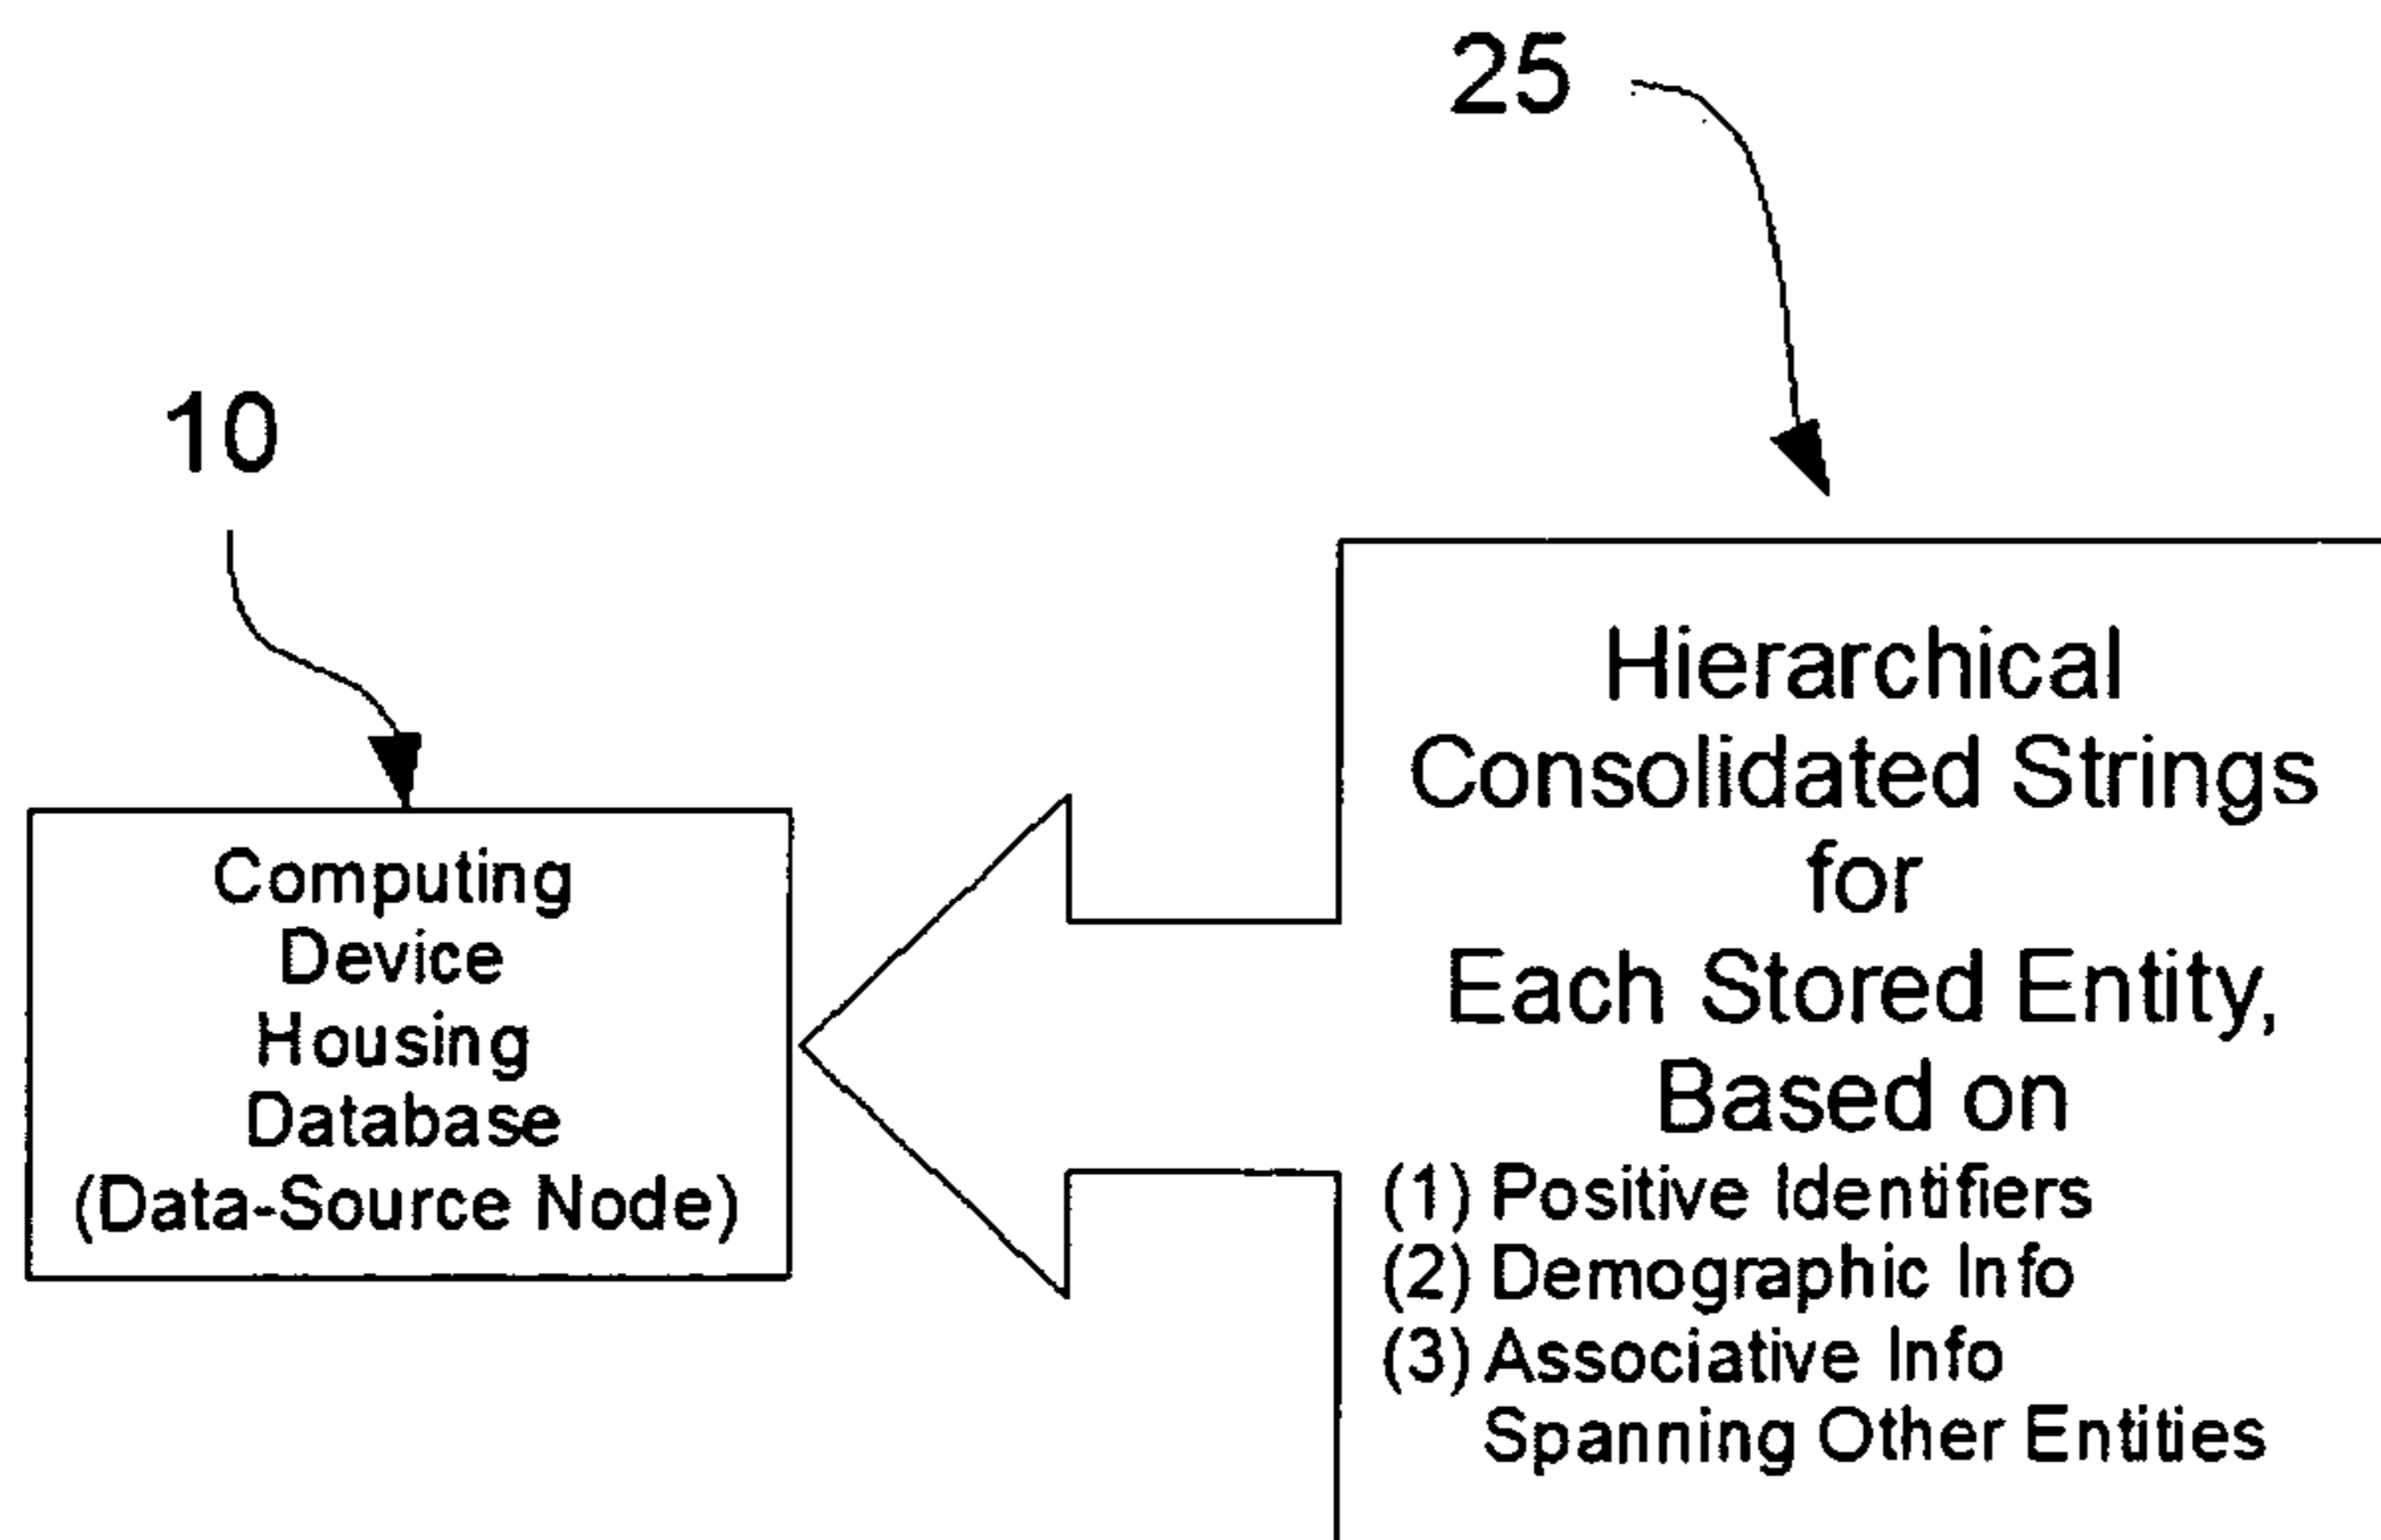 25
10
Computing
Device
Housing
Database
(Data-Source Node)
Hierarchical
Consolidated Strings
for
Each Stored Entity,
Based on
(1) Positive Identifiers
(2) Demographic Info
(3) Associative Info
Spanning Other Entities